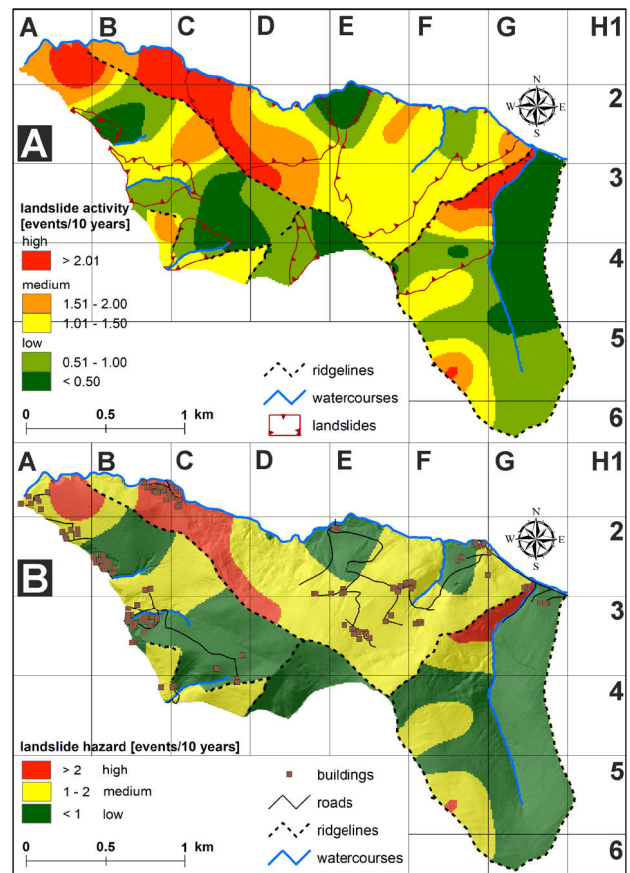 A B C D E F G H1
2
N
W E
S
A
3
landslide activity
[events/10 years]
high
> 2.01
medium
1.51 - 2.00
1.01 - 1.50
low
0.51 - 1.00
< 0.50
4
ridgelines
watercourses
landslides
5
0 0.5 1 km
6
A B C D E F G H1
2
N
W E
S
B
3
4
landslide hazard [events/10 years]
> 2 high
1 - 2 medium
< 1 low
buildings
roads
ridgelines
watercourses
5
0 0.5 1 km
6